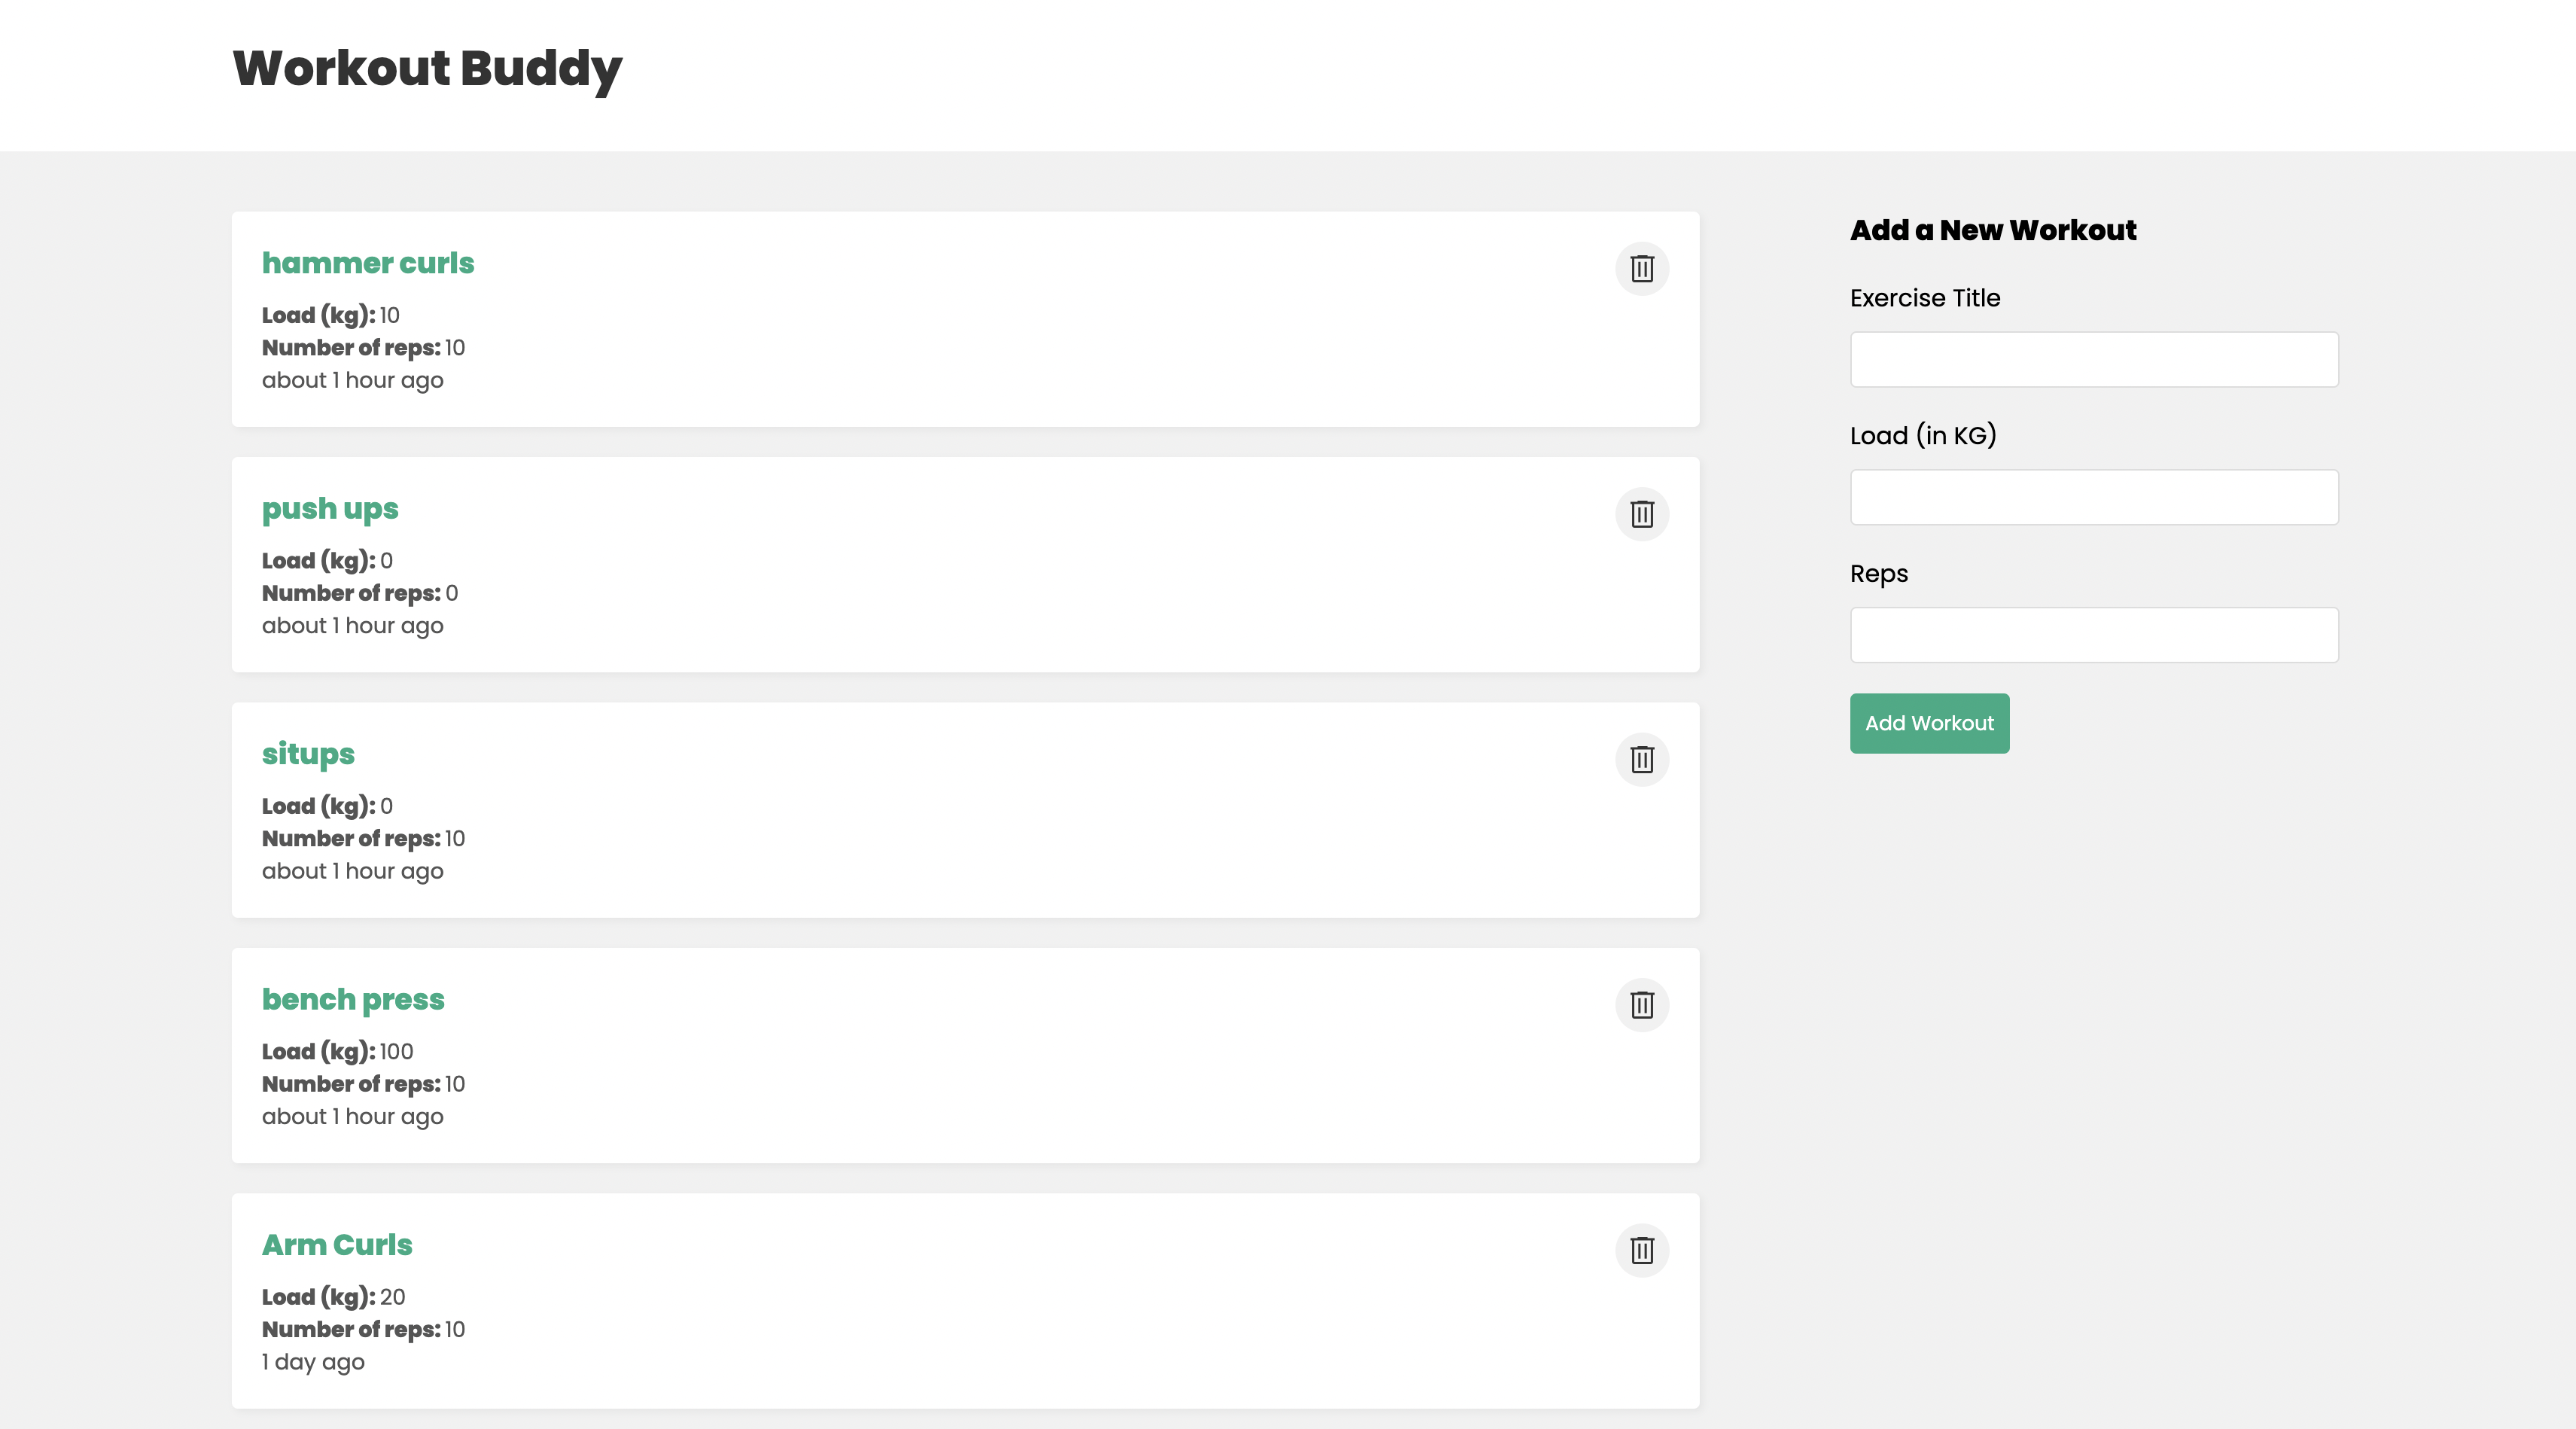 Workout Buddy
hammer curls
Load (kg): 10
Number of reps: 10
about 1 hour ago
push ups
Load (kg): 0
Number of reps: 0
about 1 hour ago
situps
Load (kg): 0
Number of reps: 10
about 1 hour ago
bench press
Load (kg): 100
Number of reps: 10
about 1 hour ago
Arm Curls
Load (kg): 20
Number of reps: 10
1 day ago
Add a New Workout
Exercise Title
Load (in KG)
Reps
Add Workout